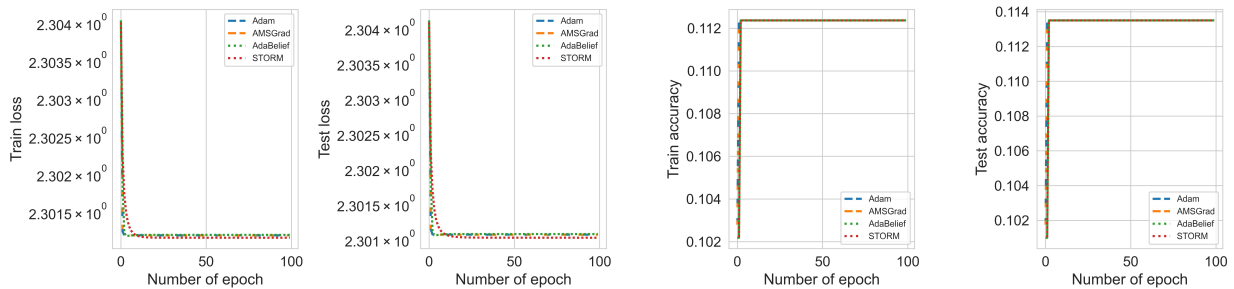 2.304 × 10⁰
2.3035 × 10⁰
2.303 × 10⁰
2.3025 × 10⁰
2.302 × 10⁰
2.3015 × 10⁰
Train loss
0 50 100
Number of epoch
Adam
AMSGrad
AdaBelief
STORM
2.304 × 10⁰
2.3035 × 10⁰
2.303 × 10⁰
2.3025 × 10⁰
2.302 × 10⁰
2.3015 × 10⁰
2.301 × 10⁰
Test loss
0 50 100
Number of epoch
Adam
AMSGrad
AdaBelief
STORM
0.112
0.110
0.108
0.106
0.104
0.102
Train accuracy
0 50 100
Number of epoch
Adam
AMSGrad
AdaBelief
STORM
0.114
0.112
0.110
0.108
0.106
0.104
0.102
Test accuracy
0 50 100
Number of epoch
Adam
AMSGrad
AdaBelief
STORM